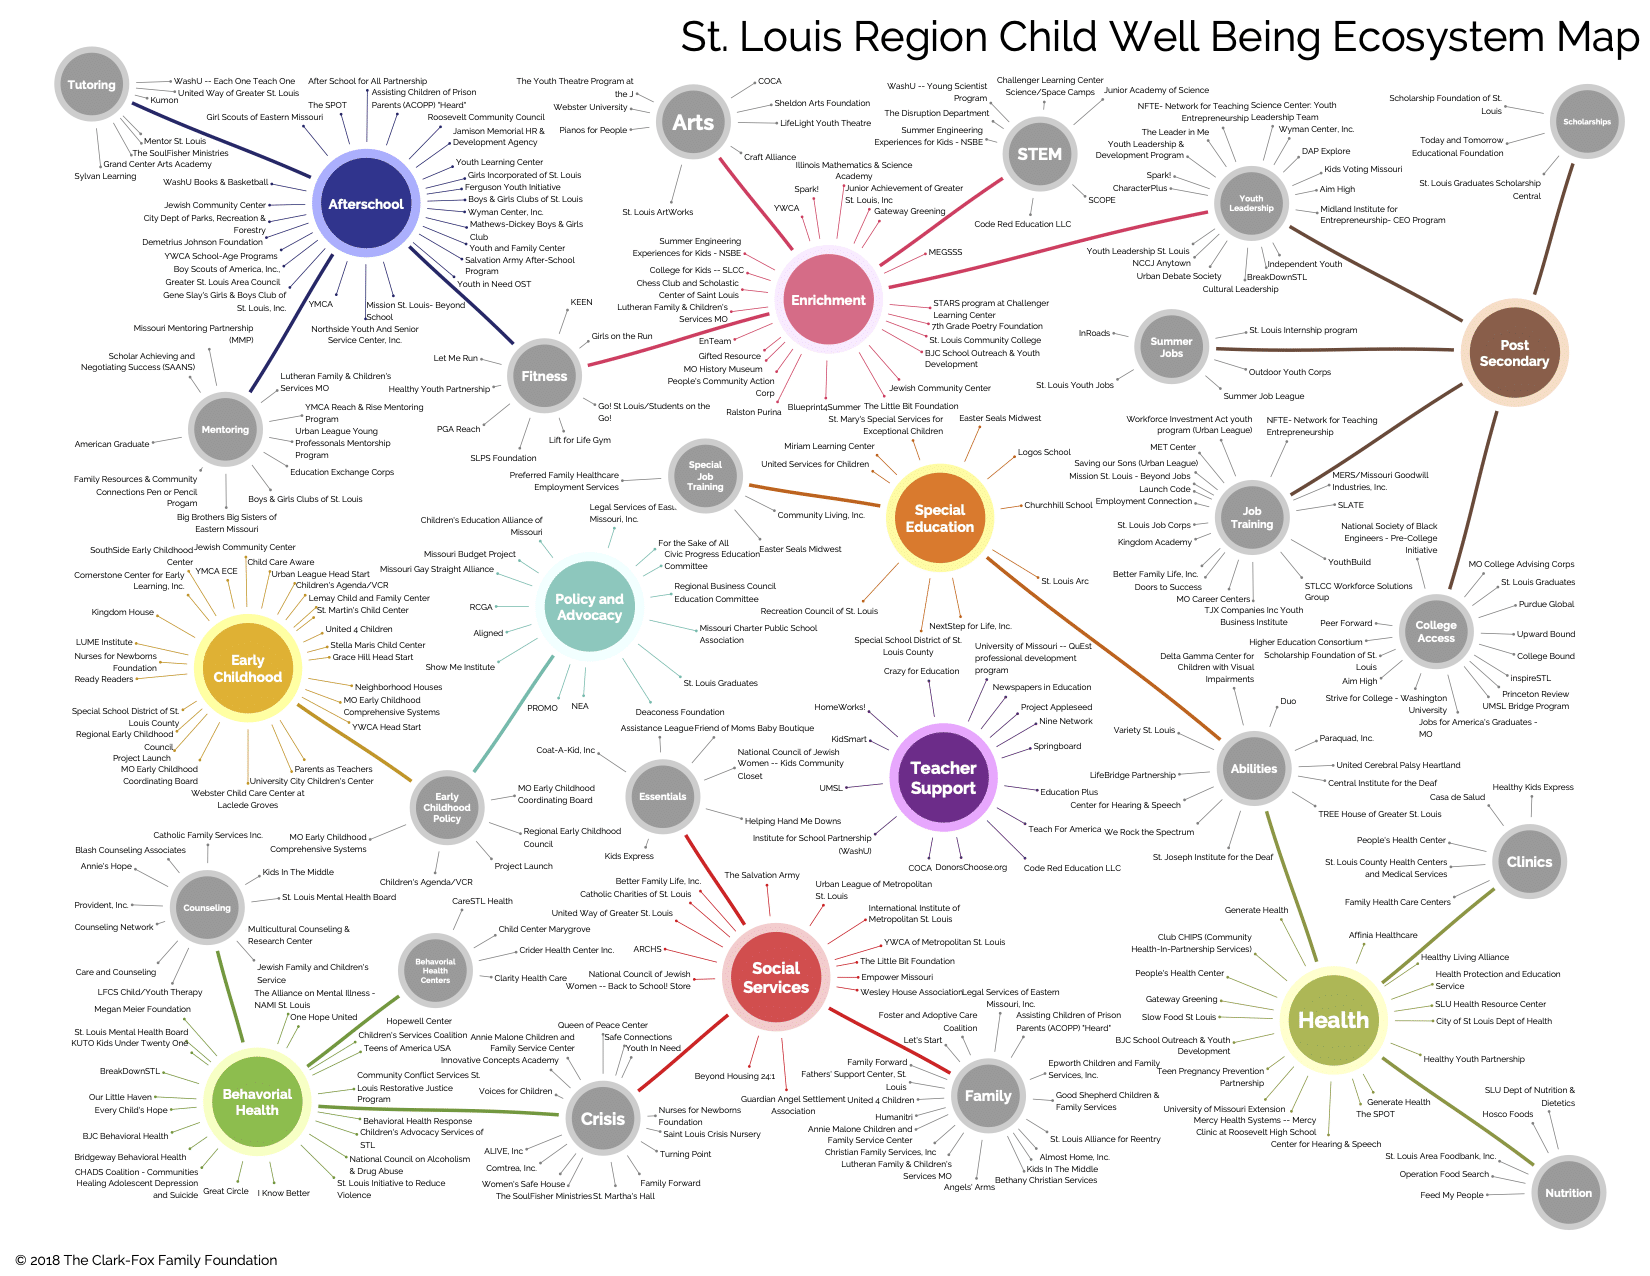 St. Louis Region Child Well Being Ecosystem Map
Tutoring
WashU -- Each One Teach One
United Way of Greater St. Louis
Kumon
Mentor St. Louis
The SoulFisher Ministries
Grand Center Arts Academy
Sylvan Learning
Afterschool
After School for All Partnership
Assisting Children of Prison
Parents (ACOPP) "Heard"
The SPOT
Girl Scouts of Eastern Missouri
Roosevelt Community Council
Jamison Memorial HR &
Development Agency
Youth Learning Center
Girls Incorporated of St. Louis
Ferguson Youth Initiative
Boys & Girls Clubs of St. Louis
Wyman Center, Inc.
Mathews-Dickey Boys & Girls
Club
Youth and Family Center
Salvation Army After-School
Program
Youth in Need OST
WashU Books & Basketball
Jewish Community Center
City Dept of Parks, Recreation &
Forestry
Demetrius Johnson Foundation
YWCA School-Age Programs
Boy Scouts of America, Inc.,
Greater St. Louis Area Council
Gene Slay's Girls & Boys Club of
St. Louis, Inc.
YMCA
Mission St. Louis- Beyond
School
Northside Youth And Senior
Service Center, Inc.
Arts
The Youth Theatre Program at
the J
Webster University
Pianos for People
COCA
Sheldon Arts Foundation
LifeLight Youth Theatre
Craft Alliance
St. Louis ArtWorks
STEM
WashU -- Young Scientist
Program
Challenger Learning Center
Science/Space Camps
Junior Academy of Science
The Disruption Department
Summer Engineering
Experiences for Kids - NSBE
SCOPE
Code Red Education LLC
Youth
Leadership
NFTE- Network for Teaching
Entrepreneurship
Science Center: Youth
Leadership Team
The Leader in Me
Wyman Center, Inc.
Youth Leadership &
Development Program
DAP Explore
Spark!
Kids Voting Missouri
CharacterPlus
Aim High
Midland Institute for
Entrepreneurship- CEO Program
Youth Leadership St. Louis
NCCJ Anytown
Urban Debate Society
Independent Youth
BreakDownSTL
Cultural Leadership
Scholarships
Scholarship Foundation of St.
Louis
Today and Tomorrow
Educational Foundation
St. Louis Graduates Scholarship
Central
Enrichment
Illinois Mathematics & Science
Academy
Spark!
Junior Achievement of Greater
St. Louis, Inc
YWCA
Gateway Greening
MEGSSS
Summer Engineering
Experiences for Kids - NSBE
College for Kids -- SLCC
Chess Club and Scholastic
Center of Saint Louis
Lutheran Family & Children's
Services MO
EnTeam
Gifted Resource
MO History Museum
People's Community Action
Corp
Ralston Purina
Blueprint4Summer
The Little Bit Foundation
Jewish Community Center
STARS program at Challenger
Learning Center
7th Grade Poetry Foundation
St. Louis Community College
BJC School Outreach & Youth
Development
Fitness
KEEN
Girls on the Run
Let Me Run
Healthy Youth Partnership
PGA Reach
SLPS Foundation
Lift for Life Gym
Go! St Louis/Students on the
Go!
Summer
Jobs
InRoads
St. Louis Internship program
Outdoor Youth Corps
Summer Job League
St. Louis Youth Jobs
Post
Secondary
Mentoring
Missouri Mentoring Partnership
(MMP)
Scholar Achieving and
Negotiating Success (SAANS)
Lutheran Family & Children's
Services MO
YMCA Reach & Rise Mentoring
Program
Urban League Young
Professonals Mentorship
Program
Education Exchange Corps
American Graduate
Family Resources & Community
Connections Pen or Pencil
Progam
Boys & Girls Clubs of St. Louis
Big Brothers Big Sisters of
Eastern Missouri
Special
Job
Training
Preferred Family Healthcare
Employment Services
Community Living, Inc.
Easter Seals Midwest
Special
Education
St. Mary's Special Services for
Exceptional Children
Easter Seals Midwest
Miriam Learning Center
United Services for Children
Logos School
Churchhill School
St. Louis Arc
Recreation Council of St. Louis
NextStep for Life, Inc.
Special School District of St.
Louis County
Job
Training
Workforce Investment Act youth
program (Urban League)
NFTE- Network for Teaching
Entrepreneurship
MET Center
Saving our Sons (Urban League)
Mission St. Louis - Beyond Jobs
Launch Code
Employment Connection
St. Louis Job Corps
Kingdom Academy
Better Family Life, Inc.
Doors to Success
MO Career Centers
TJX Companies Inc Youth
Business Institute
STLCC Workforce Solutions
Group
YouthBuild
SLATE
MERS/Missouri Goodwill
Industries, Inc.
College
Access
National Society of Black
Engineers - Pre-College
Initiative
MO College Advising Corps
St. Louis Graduates
Purdue Global
Upward Bound
College Bound
inspireSTL
Princeton Review
UMSL Bridge Program
Jobs for America's Graduates -
MO
Strive for College - Washington
University
Aim High
Scholarship Foundation of St.
Louis
Higher Education Consortium
Peer Forward
Policy and
Advocacy
Children's Education Alliance of
Missouri
Legal Services of East
Missouri, Inc.
For the Sake of All
Civic Progress Education
Committee
Missouri Budget Project
Missouri Gay Straight Alliance
Regional Business Council
Education Committee
RCGA
Aligned
Missouri Charter Public School
Association
Show Me Institute
St. Louis Graduates
PROMO
NEA
Deaconess Foundation
Early
Childhood
SouthSide Early Childhood
Center
Jewish Community Center
Child Care Aware
YMCA ECE
Urban League Head Start
Cornerstone Center for Early
Learning, Inc.
Children's Agenda/VCR
Lemay Child and Family Center
St. Martin's Child Center
Kingdom House
United 4 Children
LUME Institute
Stella Maris Child Center
Grace Hill Head Start
Nurses for Newborns
Foundation
Ready Readers
Neighborhood Houses
MO Early Childhood
Comprehensive Systems
YWCA Head Start
Special School District of St.
Louis County
Regional Early Childhood
Council
Project Launch
MO Early Childhood
Coordinating Board
Parents as Teachers
University City Children's Center
Webster Child Care Center at
Laclede Groves
Early
Childhood
Policy
MO Early Childhood
Coordinating Board
Regional Early Childhood
Council
Project Launch
Children's Agenda/VCR
MO Early Childhood
Comprehensive Systems
Essentials
Assistance League
Friend of Moms Baby Boutique
Coat-A-Kid, Inc
National Council of Jewish
Women -- Kids Community
Closet
Helping Hand Me Downs
Kids Express
Teacher
Support
Crazy for Education
University of Missouri -- QuEst
professional development
program
Newspapers in Education
Project Appleseed
Nine Network
Springboard
HomeWorks!
KidSmart
UMSL
Education Plus
Teach For America
Code Red Education LLC
Institute for School Partnership
(WashU)
COCA
DonorsChoose.org
Abilities
Delta Gamma Center for
Children with Visual
Impairments
Duo
Variety St. Louis
Paraquad, Inc.
United Cerebral Palsy Heartland
Central Institute for the Deaf
TREE House of Greater St. Louis
LifeBridge Partnership
Center for Hearing & Speech
We Rock the Spectrum
St. Joseph Institute for the Deaf
Clinics
Healthy Kids Express
Casa de Salud
People's Health Center
St. Louis County Health Centers
and Medical Services
Family Health Care Centers
Counseling
Catholic Family Services Inc.
Blash Counseling Associates
Annie's Hope
Kids In The Middle
St. Louis Mental Health Board
Provident, Inc.
Counseling Network
Multicultural Counseling &
Research Center
Care and Counseling
Jewish Family and Children's
Service
LFCS Child/Youth Therapy
Behavorial
Health
Centers
CareSTL Health
Child Center Marygrove
Crider Health Center Inc.
Clarity Health Care
Hopewell Center
Social
Services
The Salvation Army
Better Family Life, Inc.
Catholic Charities of St. Louis
United Way of Greater St. Louis
Urban League of Metropolitan
St. Louis
International Institute of
Metropolitan St. Louis
ARCHS
YWCA of Metropolitan St. Louis
The Little Bit Foundation
Empower Missouri
Wesley House Association
National Council of Jewish
Women -- Back to School! Store
Beyond Housing 24:1
Guardian Angel Settlement
Association
Health
Generate Health
Affinia Healthcare
Club CHIPS (Community
Health-In-Partnership Services)
Healthy Living Alliance
Health Protection and Education
Service
People's Health Center
Gateway Greening
SLU Health Resource Center
Slow Food St Louis
City of St Louis Dept of Health
BJC School Outreach & Youth
Development
Healthy Youth Partnership
Teen Pregnancy Prevention
Partnership
University of Missouri Extension
Mercy Health Systems -- Mercy
Clinic at Roosevelt High School
Generate Health
The SPOT
Center for Hearing & Speech
Behavorial
Health
The Alliance on Mental Illness -
NAMI St. Louis
Megan Meier Foundation
One Hope United
St. Louis Mental Health Board
KUTO Kids Under Twenty One
Children's Services Coalition
Teens of America USA
BreakDownSTL
Community Conflict Services St.
Louis Restorative Justice
Program
Our Little Haven
Every Child's Hope
Behavioral Health Response
Children's Advocacy Services of
STL
BJC Behavioral Health
Bridgeway Behavioral Health
National Council on Alcoholism
& Drug Abuse
CHADS Coalition - Communities
Healing Adolescent Depression
and Suicide
Great Circle
I Know Better
St. Louis Initiative to Reduce
Violence
Crisis
Queen of Peace Center
Annie Malone Children and
Family Service Center
Safe Connections
Youth In Need
Innovative Concepts Academy
Voices for Children
Nurses for Newborns
Foundation
Saint Louis Crisis Nursery
Turning Point
ALIVE, Inc
Comtrea, Inc.
Women's Safe House
The SoulFisher Ministries
St. Martha's Hall
Family Forward
Family
Legal Services of Eastern
Missouri, Inc.
Foster and Adoptive Care
Coalition
Assisting Children of Prison
Parents (ACOPP) "Heard"
Let's Start
Family Forward
Fathers' Support Center, St.
Louis
United 4 Children
Humanitri
Annie Malone Children and
Family Service Center
Christian Family Services, Inc
Lutheran Family & Children's
Services MO
Angels' Arms
Bethany Christian Services
Kids In The Middle
Almost Home, Inc.
St. Louis Alliance for Reentry
Good Shepherd Children &
Family Services
Epworth Children and Family
Services, Inc.
Nutrition
SLU Dept of Nutrition &
Dietetics
Hosco Foods
St. Louis Area Foodbank, Inc.
Operation Food Search
Feed My People
© 2018 The Clark-Fox Family Foundation